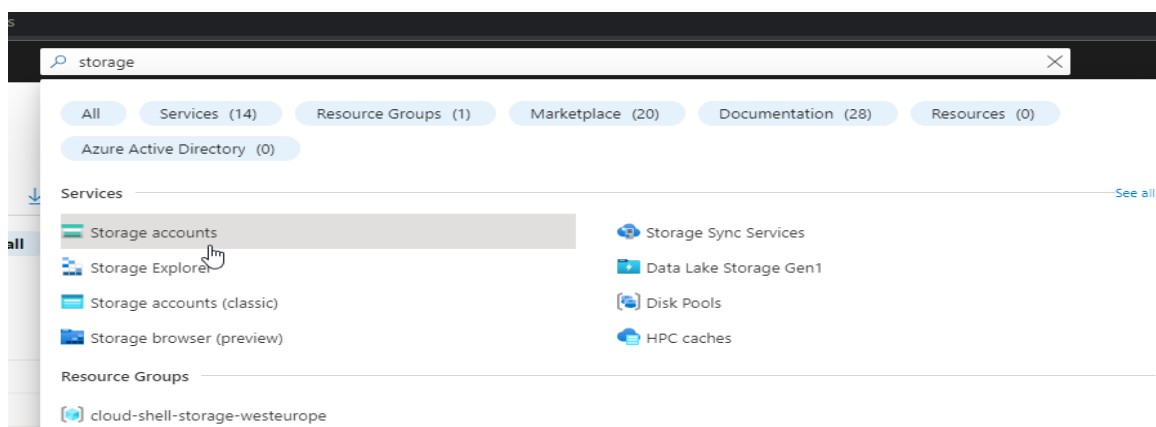 s
storage
All Services (14) Resource Groups (1) Marketplace (20) Documentation (28) Resources (0)
Azure Active Directory (0)
Services See all
all
Storage accounts Storage Sync Services
Storage Explorer Data Lake Storage Gen1
Storage accounts (classic) Disk Pools
Storage browser (preview) HPC caches
Resource Groups
cloud-shell-storage-westeurope